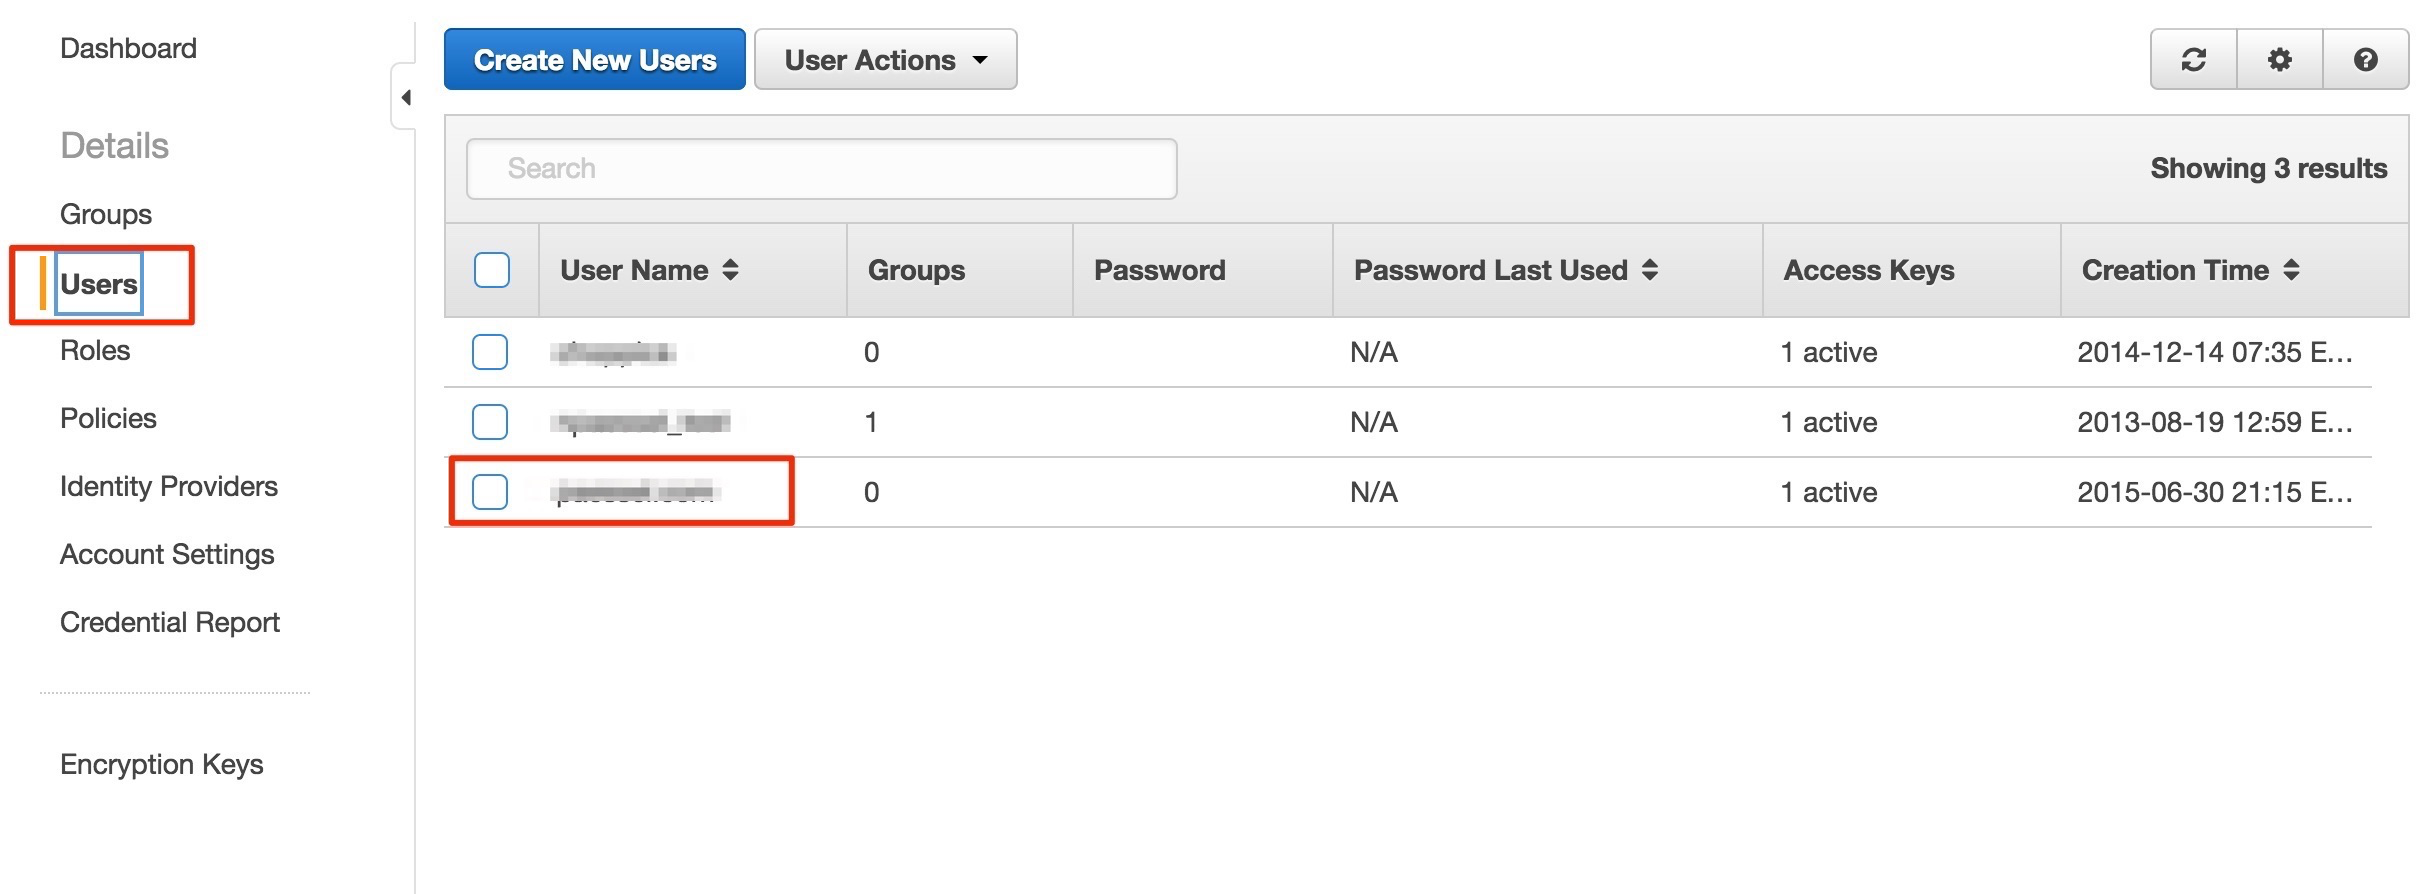 Dashboard
Details
Groups
Users
Roles
Policies
Identity Providers
Account Settings
Credential Report
Encryption Keys
Create New Users
User Actions
Search
Showing 3 results
User Name Groups Password Password Last Used Access Keys Creation Time
0 N/A 1 active 2014-12-14 07:35 E...
1 N/A 1 active 2013-08-19 12:59 E...
0 N/A 1 active 2015-06-30 21:15 E...